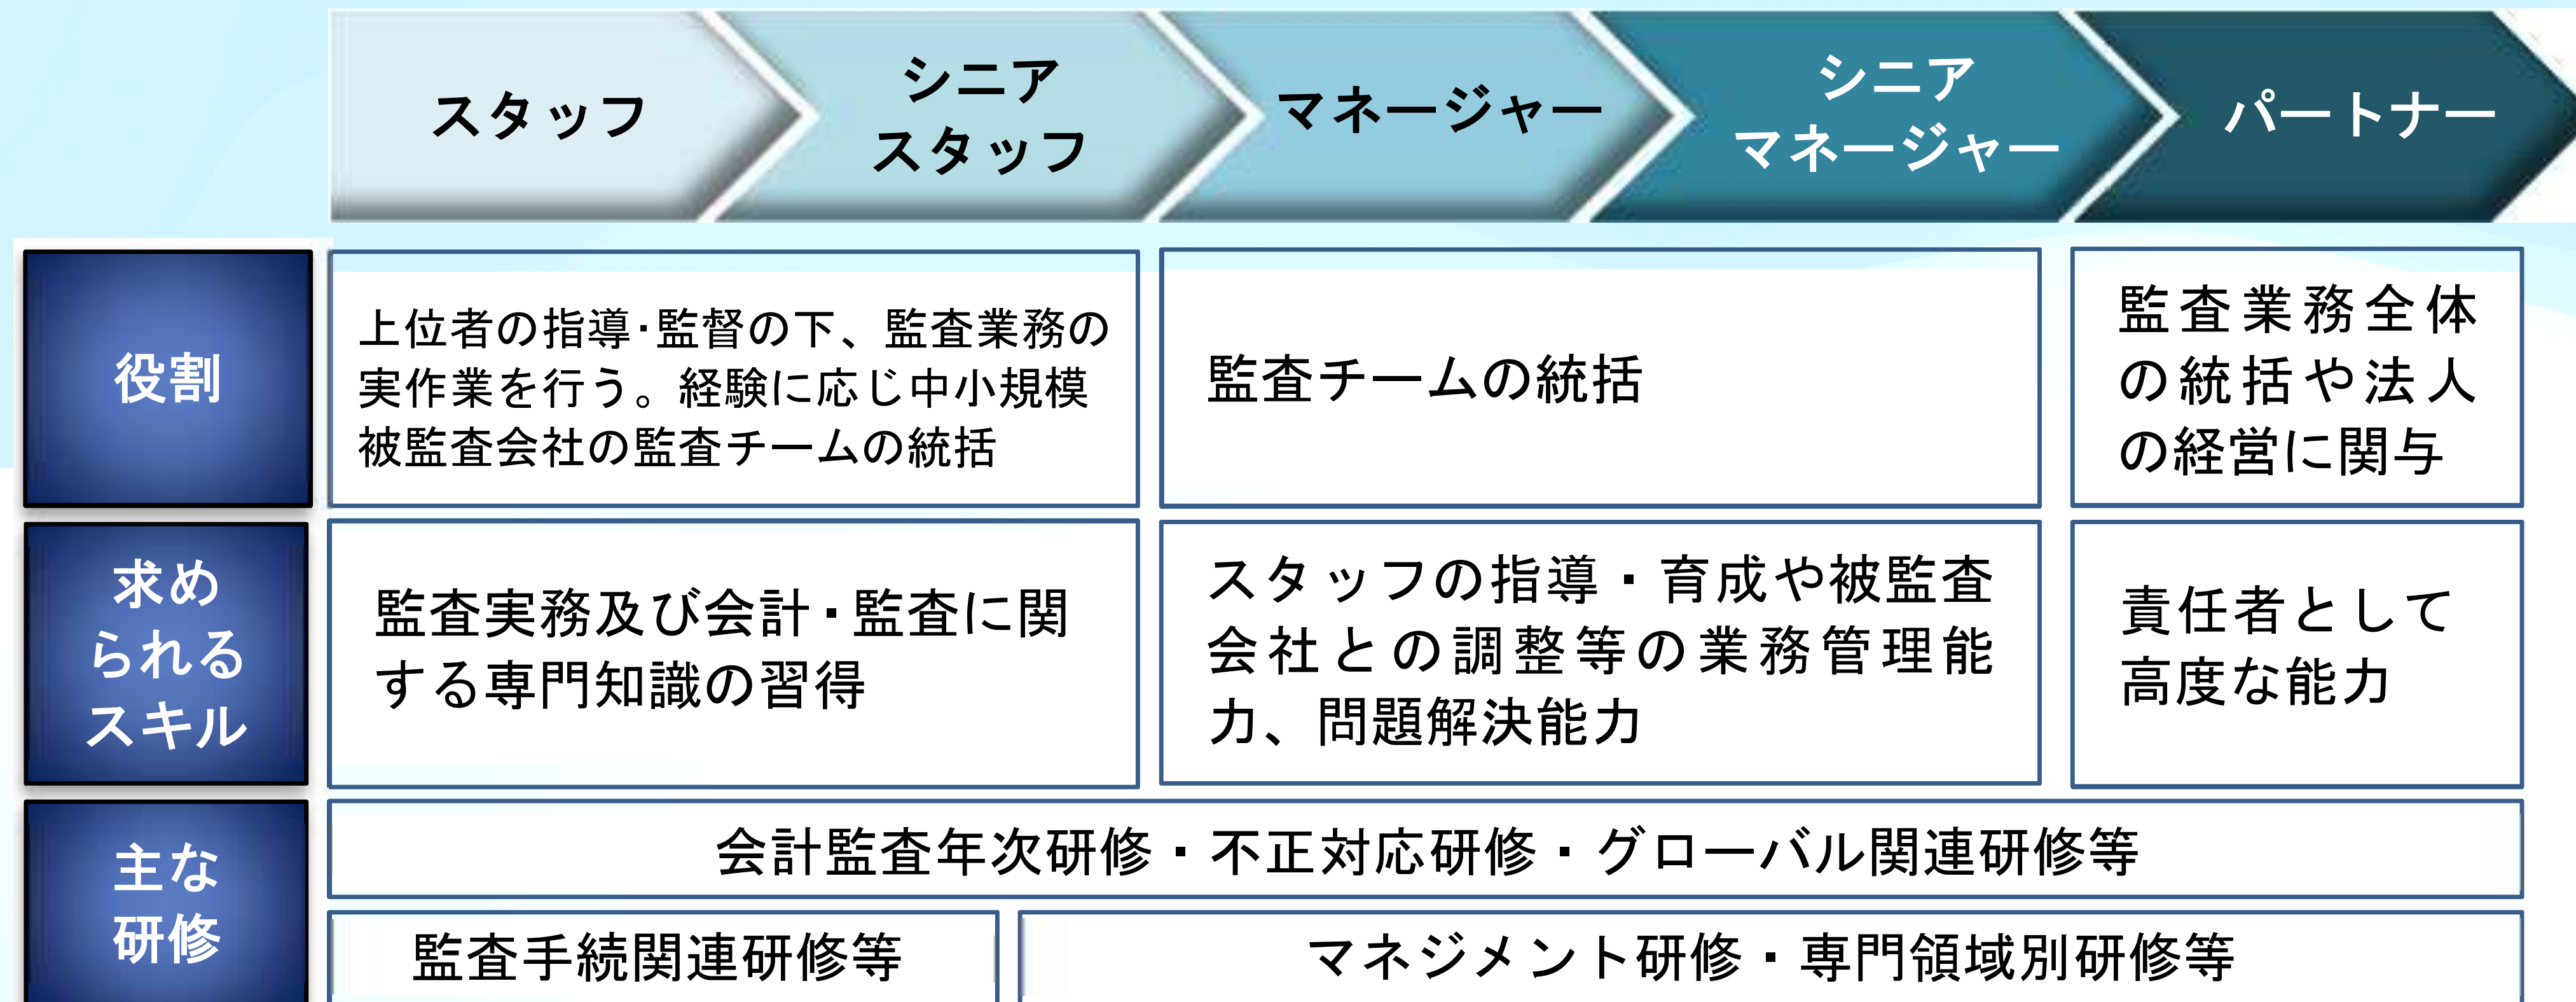 スタッフ
シニア
スタッフ
マネージャー
シニア
マネージャー
パートナー
役割
上位者の指導・監督の下、監査業務の
実作業を行う。経験に応じ中小規模
被監査会社の監査チームの統括
監査チームの統括
監査業務全体
の統括や法人
の経営に関与
求め
られる
スキル
監査実務及び会計・監査に関
する専門知識の習得
スタッフの指導・育成や被監査
会社との調整等の業務管理能
力、問題解決能力
責任者として
高度な能力
主な
研修
会計監査年次研修・不正対応研修・グローバル関連研修等
監査手続関連研修等
マネジメント研修・専門領域別研修等